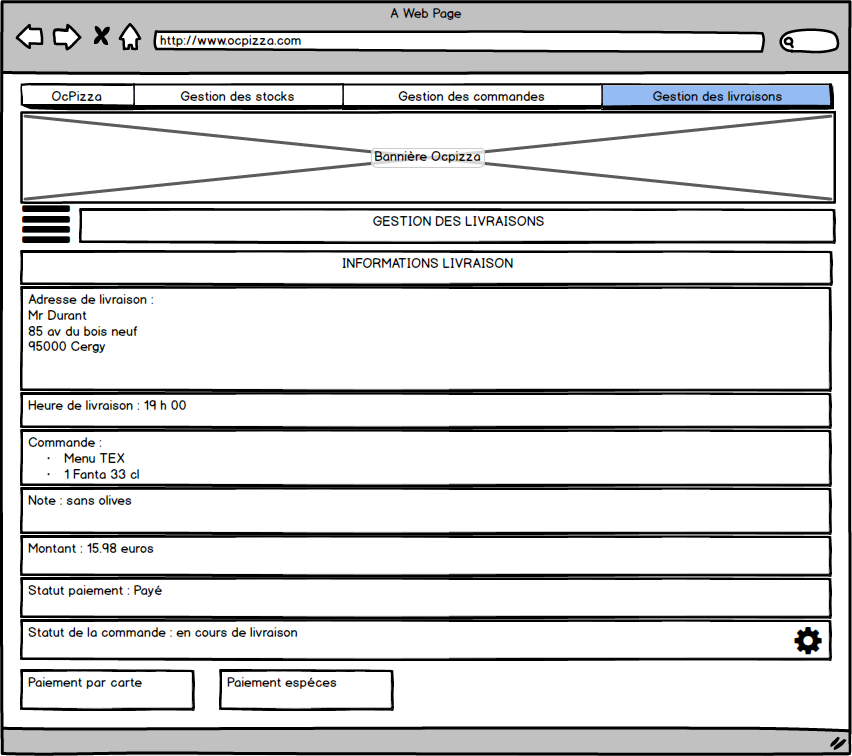 A Web Page
http://www.ocpizza.com
OcPizza Gestion des stocks Gestion des commandes Gestion des livraisons
Bannière Ocpizza
GESTION DES LIVRAISONS
INFORMATIONS LIVRAISON
Adresse de livraison :
Mr Durant
85 av du bois neuf
95000 Cergy
Heure de livraison : 19 h 00
Commande :
· Menu TEX
· 1 Fanta 33 cl
Note : sans olives
Montant : 15.98 euros
Statut paiement : Payé
Statut de la commande : en cours de livraison
Paiement par carte Paiement espéces